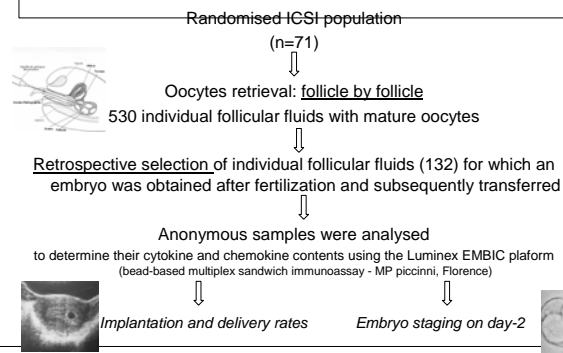 Randomised ICSI population
(n=71)
Oocytes retrieval: follicle by follicle
530 individual follicular fluids with mature oocytes
Retrospective selection of individual follicular fluids (132) for which an
embryo was obtained after fertilization and subsequently transferred
Anonymous samples were analysed
to determine their cytokine and chemokine contents using the Luminex EMBIC plaform
(bead-based multiplex sandwich immunoassay - MP piccinni, Florence)
Implantation and delivery rates
Embryo staging on day-2